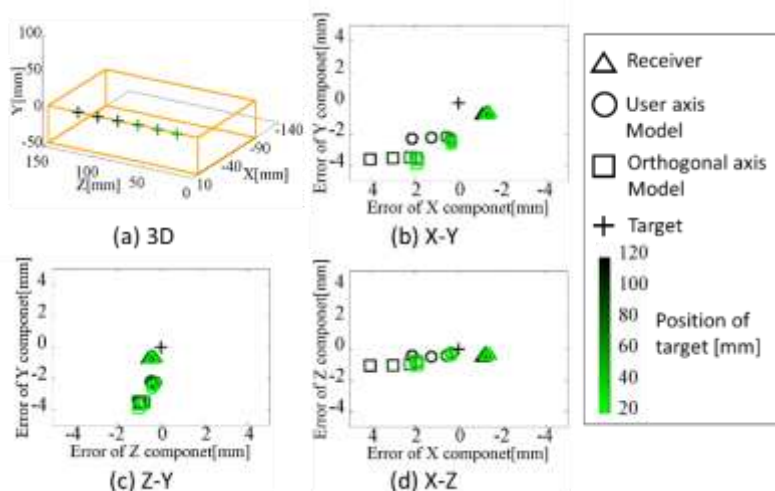 100
50
Y[mm]
0
-50
150
100
Z[mm]
50
0
10
-40
X[mm]
-90
-140
(a) 3D
Error of Y componet[mm]
4
2
0
-2
-4
4 2 0 -2 -4
Error of X componet[mm]
(b) X-Y
Error of Y componet[mm]
4
2
0
-2
-4
-4 -2 0 2 4
Error of Z componet[mm]
(c) Z-Y
Error of Z componet[mm]
4
2
0
-2
-4
4 2 0 -2 -4
Error of X componet[mm]
(d) X-Z
Receiver
User axis
Model
Orthogonal axis
Model
Target
120
100
80
60
40
20
Position of
target [mm]